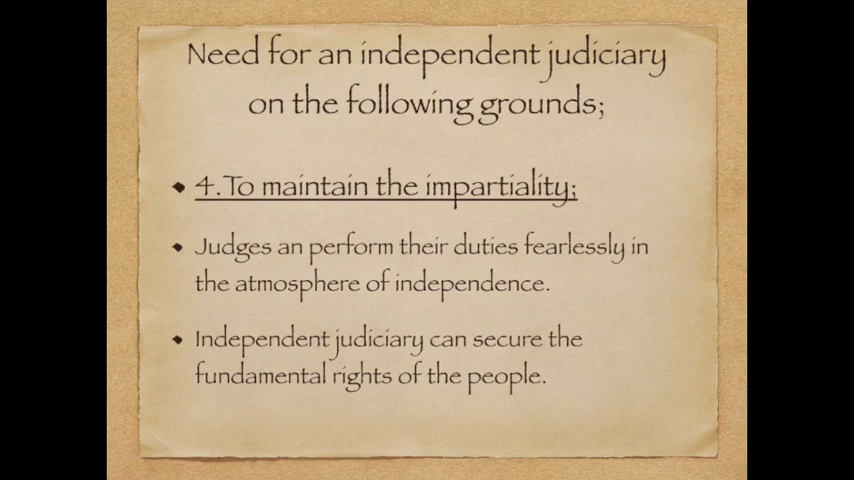 Need for an independent judiciary
on the following grounds;
• 4.To maintain the impartiality;
• Judges an perform their duties fearlessly in
the atmosphere of independence.
• Independent judiciary can secure the
fundamental rights of the people.